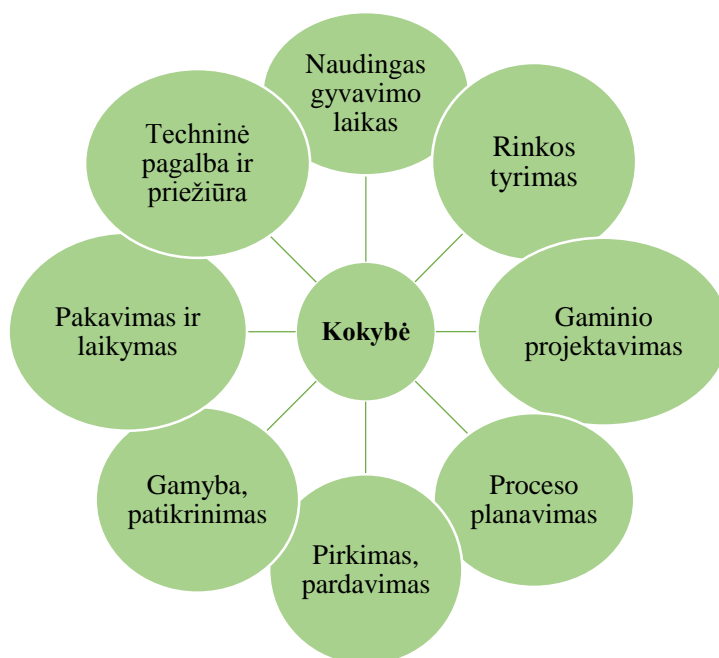 Naudingas
gyvavimo
laikas
Rinkos
tyrimas
Gaminio
projektavimas
Proceso
planavimas
Pirkimas,
pardavimas
Gamyba,
patikrinimas
Pakavimas ir
laikymas
Techninė
pagalba ir
priežiūra
Kokybė